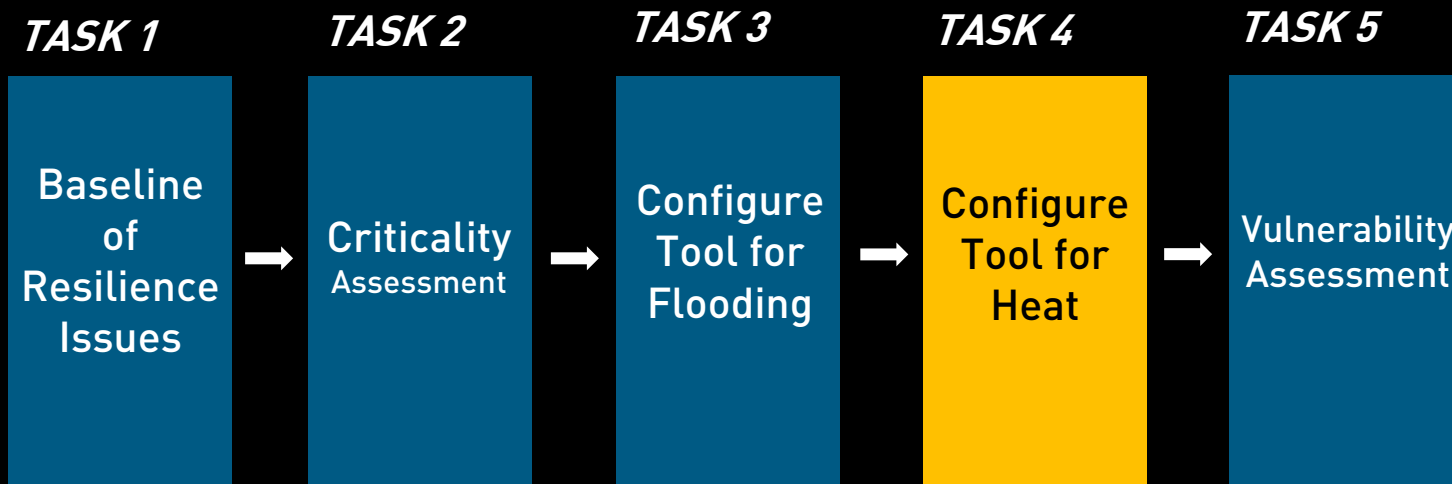 TASK 1
Baseline
of
Resilience
Issues
TASK 2
Criticality
Assessment
TASK 3
Configure
Tool for
Flooding
TASK 4
Configure
Tool for
Heat
TASK 5
Vulnerability
Assessment